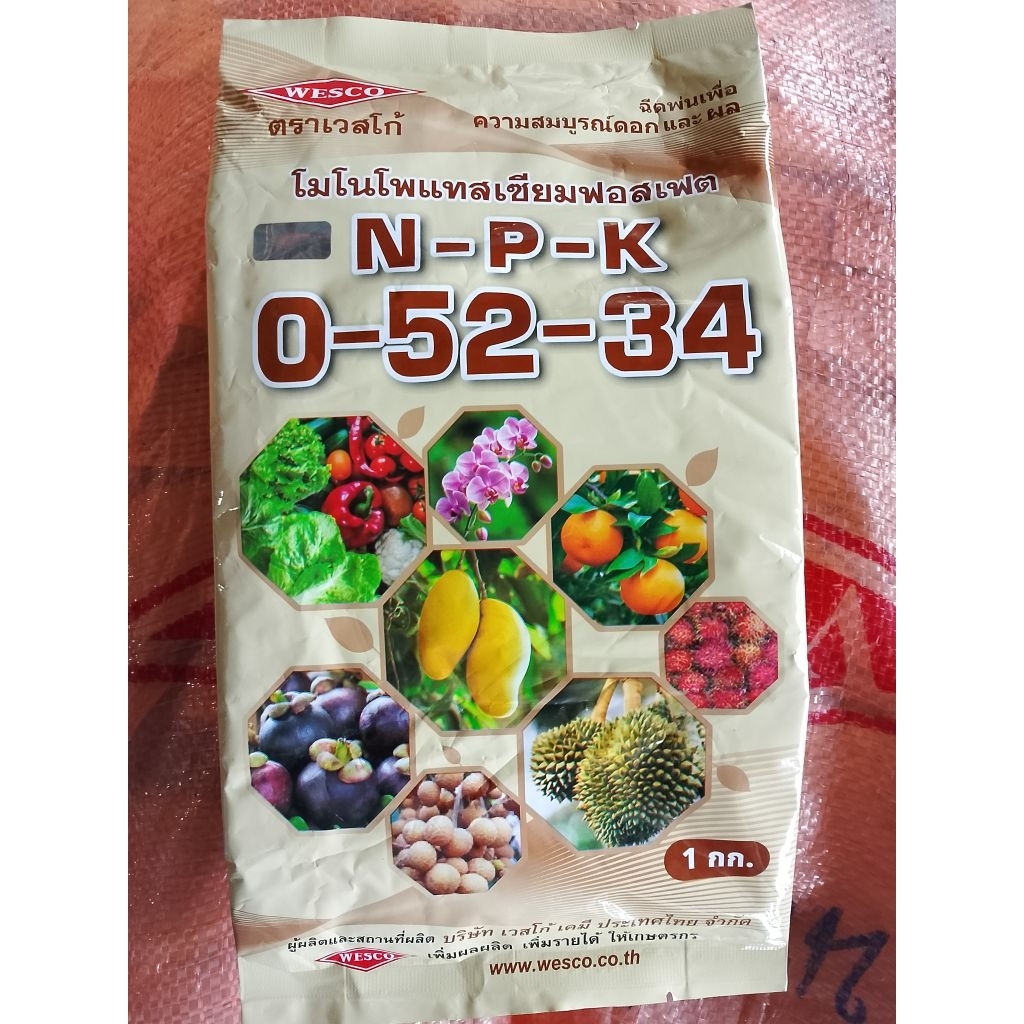 WESCO
ตราเวสโก้
ฉีดพ่นเพื่อ
ความสมบูรณ์ดอก และ ผล
โมโนโพแทสเซียมฟอสเฟต
N-P-K
0-52-34
1 กก.
ผู้ผลิตและสถานที่ผลิต บริษัท เวสโก้ เคมี ประเทศไทย จำกัด
WESCO เพิ่มผลผลิต เพิ่มรายได้ ให้เกษตรกร
www.wesco.co.th